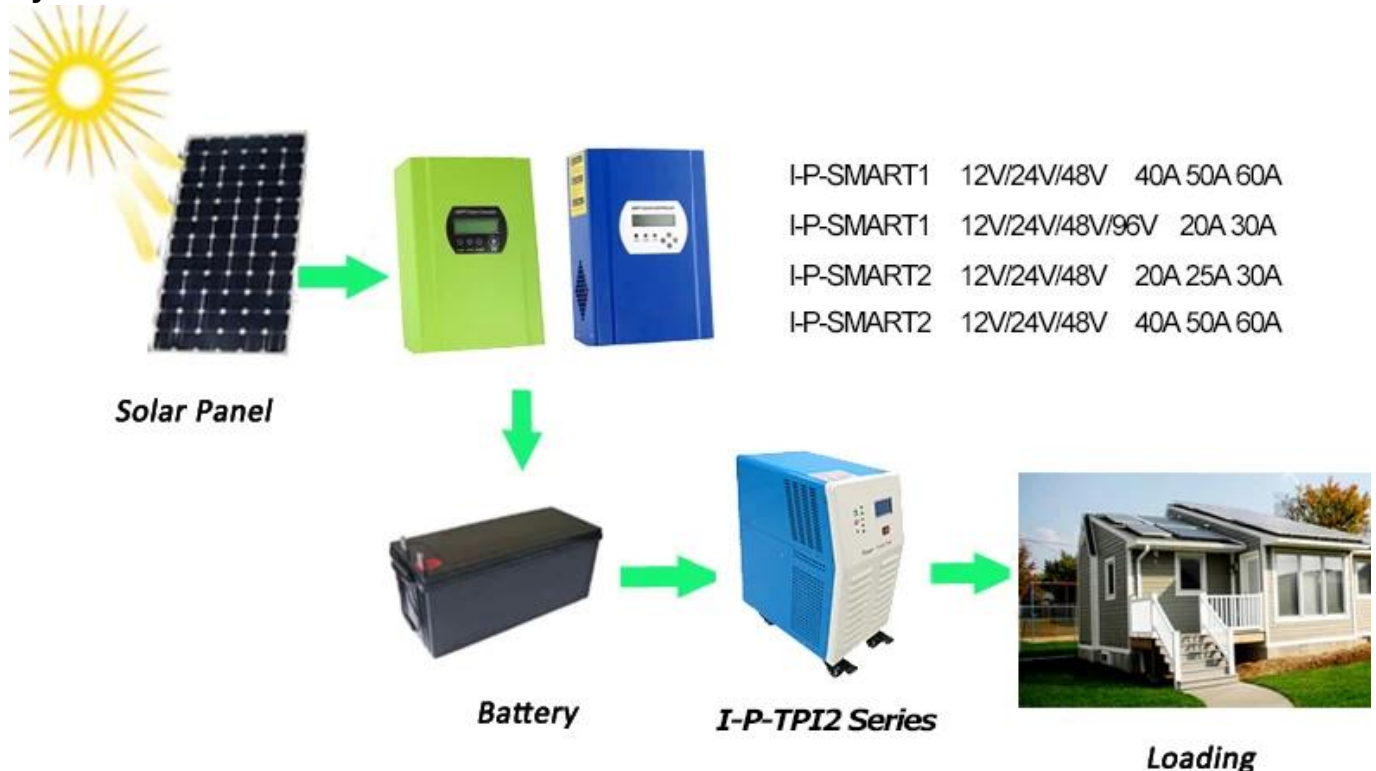 I-P-SMART1 12V/24V/48V 40A 50A 60A
I-P-SMART1 12V/24V/48V/96V 20A 30A
I-P-SMART2 12V/24V/48V 20A 25A 30A
I-P-SMART2 12V/24V/48V 40A 50A 60A
Solar Panel
Battery
I-P-TPI2 Series
Loading